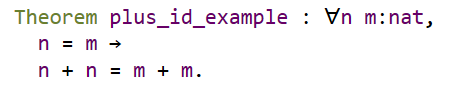 Theorem plus_id_example : ∀n m:nat,
n = m →
n + n = m + m.